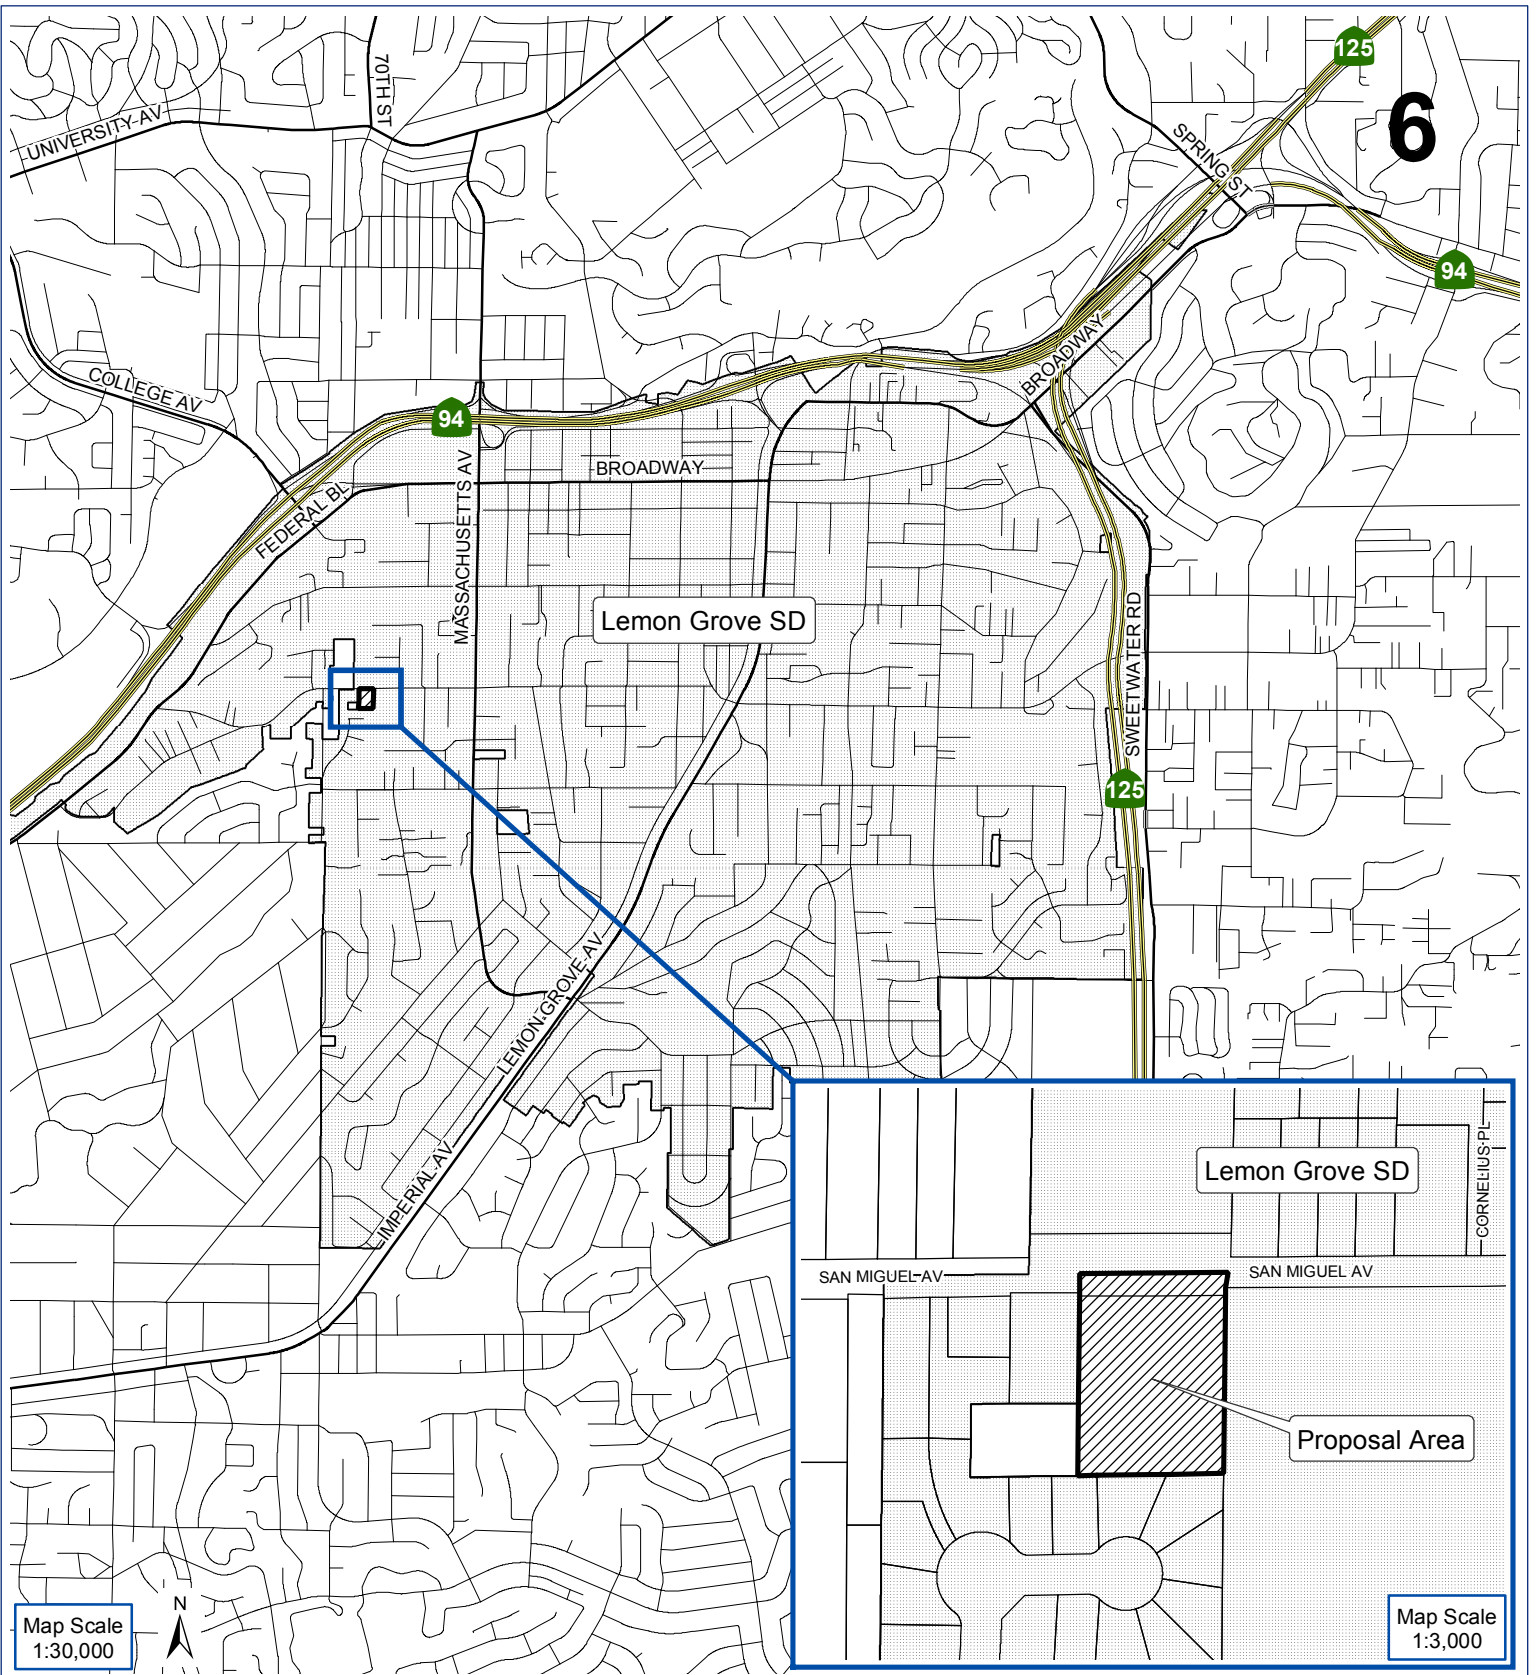 125
6
70TH ST
UNIVERSITY AV
SPRING ST
94
COLLEGE AV
BROADWAY
94
BROADWAY
MASSACHUSETTS AV
FEDERAL BL
Lemon Grove SD
SWEETWATER RD
125
LEMON GROVE AV
IMPERIAL AV
Lemon Grove SD
CORNELIUS PL
SAN MIGUEL AV
SAN MIGUEL AV
Proposal Area
N
Map Scale
1:30,000
Map Scale
1:3,000